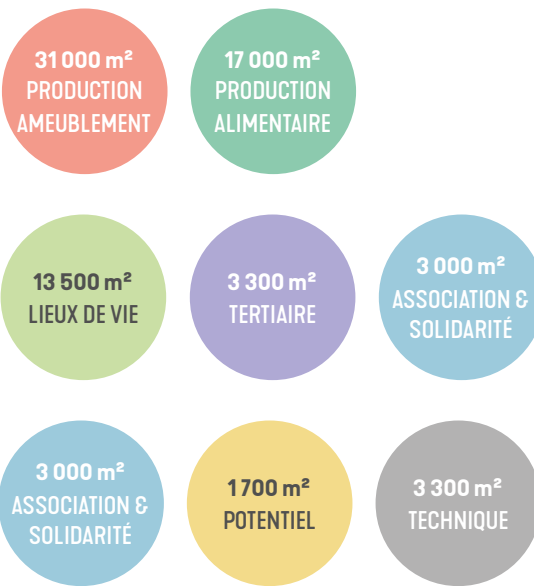 31 000 m²
PRODUCTION
AMEUBLEMENT
17 000 m²
PRODUCTION
ALIMENTAIRE
13 500 m²
LIEUX DE VIE
3 300 m²
TERTIAIRE
3 000 m²
ASSOCIATION &
SOLIDARITÉ
3 000 m²
ASSOCIATION &
SOLIDARITÉ
1 700 m²
POTENTIEL
3 300 m²
TECHNIQUE